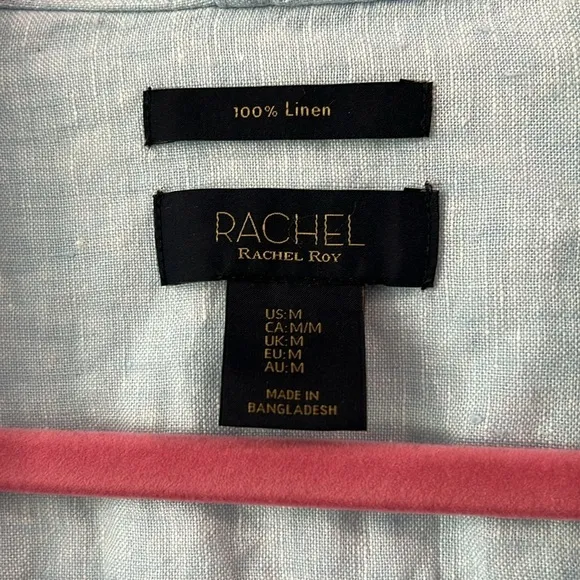 100% Linen
RACHEL
RACHEL ROY
US:M
CA:M/M
UK:M
EU:M
AU:M
MADE IN
BANGLADESH